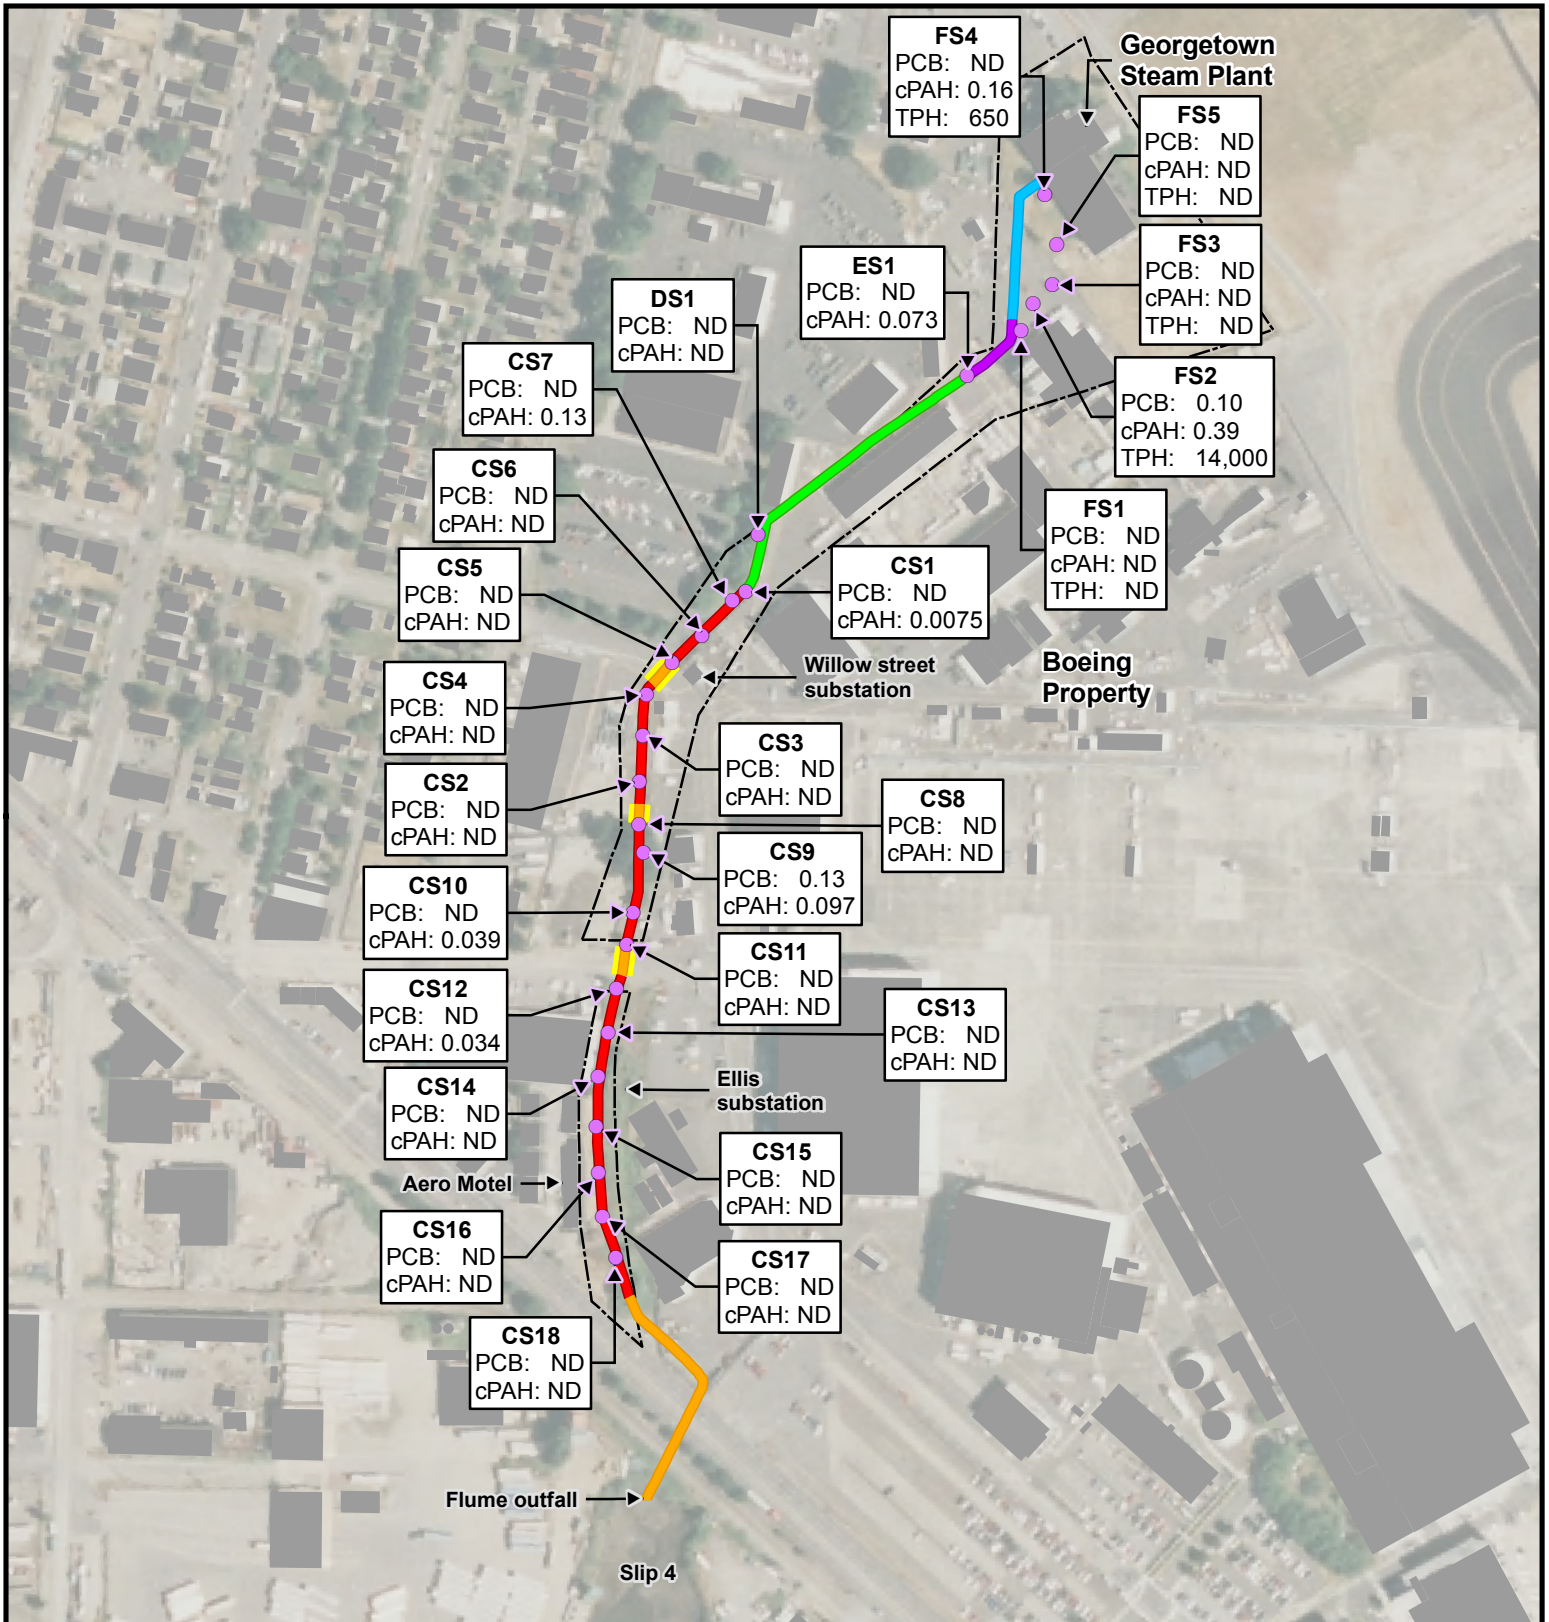 FS4
PCB: ND
cPAH: 0.16
TPH: 650
Georgetown
Steam Plant
FS5
PCB: ND
cPAH: ND
TPH: ND
FS3
PCB: ND
cPAH: ND
TPH: ND
ES1
PCB: ND
cPAH: 0.073
DS1
PCB: ND
cPAH: ND
CS7
PCB: ND
cPAH: 0.13
FS2
PCB: 0.10
cPAH: 0.39
TPH: 14,000
CS6
PCB: ND
cPAH: ND
FS1
PCB: ND
cPAH: ND
TPH: ND
CS5
PCB: ND
cPAH: ND
CS1
PCB: ND
cPAH: 0.0075
Willow street
substation
Boeing
Property
CS4
PCB: ND
cPAH: ND
CS3
PCB: ND
cPAH: ND
CS2
PCB: ND
cPAH: ND
CS8
PCB: ND
cPAH: ND
CS9
PCB: 0.13
cPAH: 0.097
CS10
PCB: ND
cPAH: 0.039
CS11
PCB: ND
cPAH: ND
CS12
PCB: ND
cPAH: 0.034
CS13
PCB: ND
cPAH: ND
CS14
PCB: ND
cPAH: ND
Ellis
substation
CS15
PCB: ND
cPAH: ND
Aero Motel
CS16
PCB: ND
cPAH: ND
CS17
PCB: ND
cPAH: ND
CS18
PCB: ND
cPAH: ND
Flume outfall
Slip 4